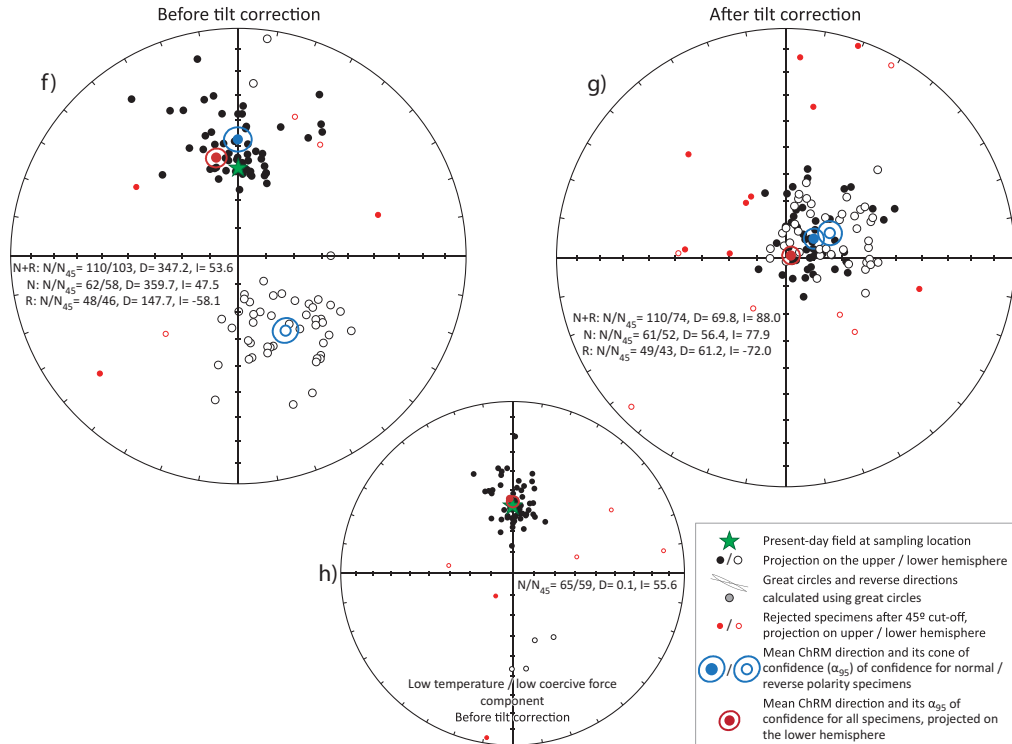 Before tilt correction
After tilt correction
f)
g)
N+R: N/N45= 110/103, D= 347.2, I= 53.6
N: N/N45= 62/58, D= 359.7, I= 47.5
R: N/N45= 48/46, D= 147.7, I= -58.1
N+R: N/N45= 110/74, D= 69.8, I= 88.0
N: N/N45= 61/52, D= 56.4, I= 77.9
R: N/N45= 49/43, D= 61.2, I= -72.0
h)
N/N45= 65/59, D= 0.1, I= 55.6
Low temperature / low coercive force
component
Before tilt correction
Present-day field at sampling location
/ Projection on the upper / lower hemisphere
Great circles and reverse directions
calculated using great circles
/ Rejected specimens after 45º cut-off,
projection on upper / lower hemisphere
Mean ChRM direction and its cone of
/ confidence (α95) of confidence for normal /
reverse polarity specimens
Mean ChRM direction and its α95 of
confidence for all specimens, projected on
the lower hemisphere